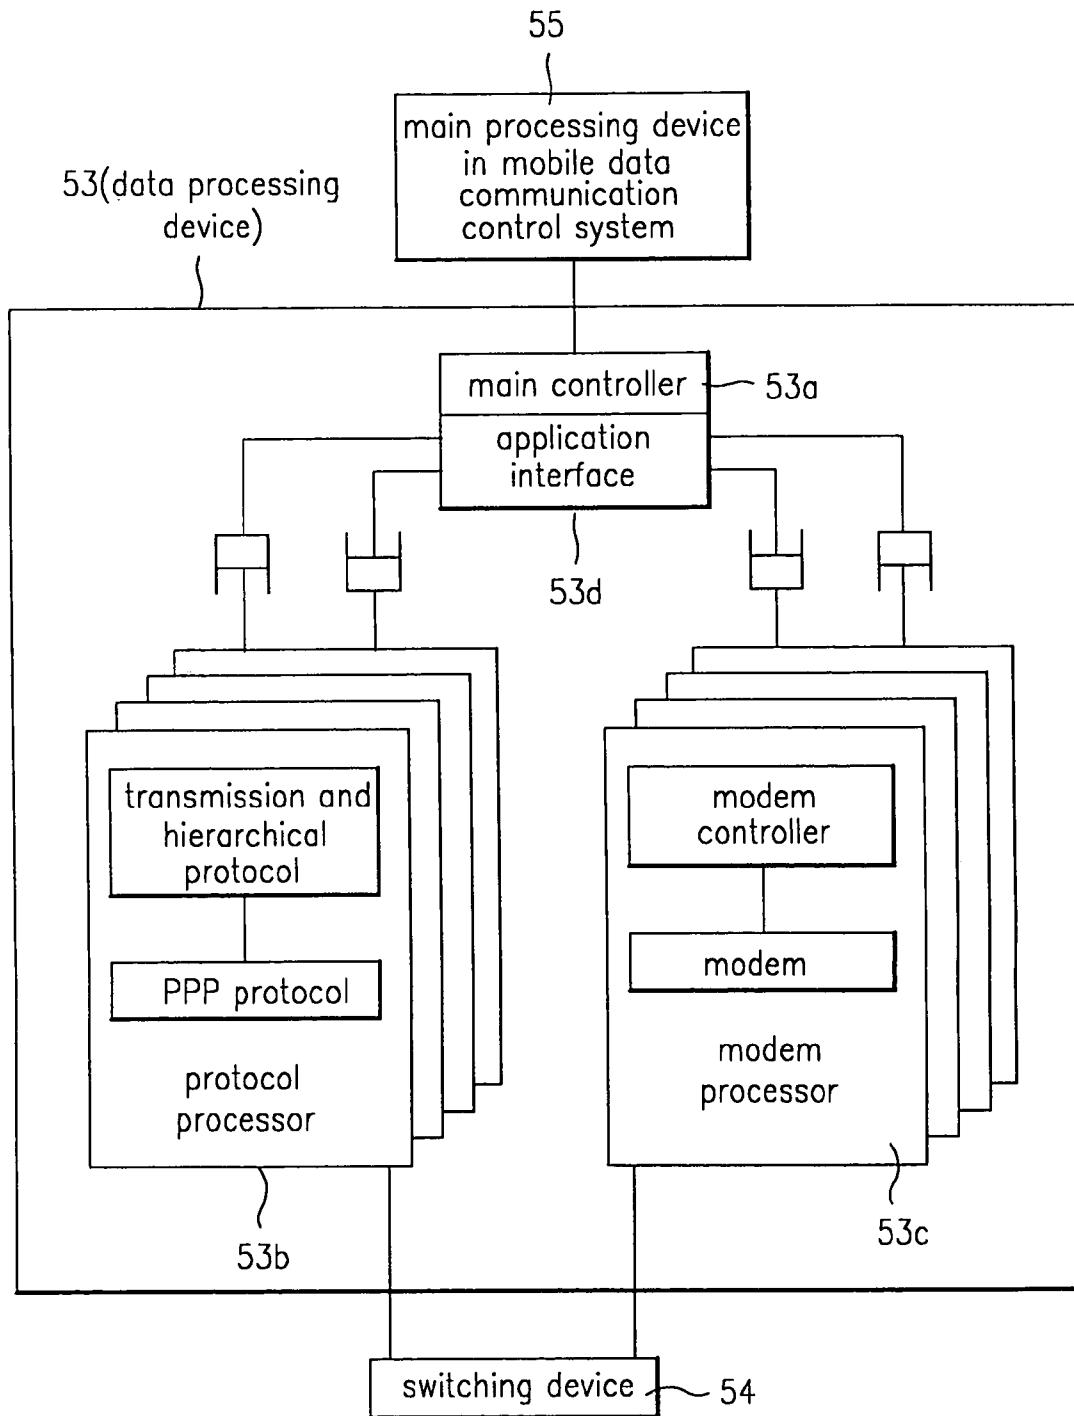 55
main processing device
in mobile data
communication
control system
53(data processing
device)
main controller
53a
application
interface
53d
transmission and
hierarchical
protocol
PPP protocol
protocol
processor
53b
modem
controller
modem
modem
processor
53c
switching device
54